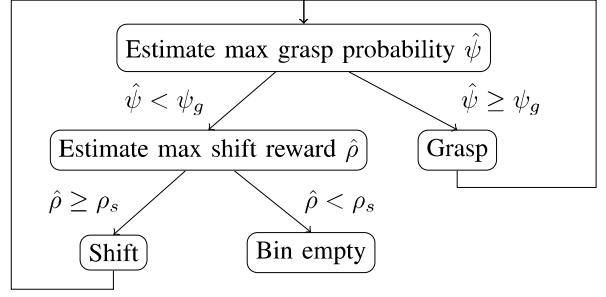 Estimate max grasp probability ψ̂
ψ̂ < ψ_g
ψ̂ ≥ ψ_g
Estimate max shift reward ρ̂
Grasp
ρ̂ ≥ ρ_s
ρ̂ < ρ_s
Shift
Bin empty